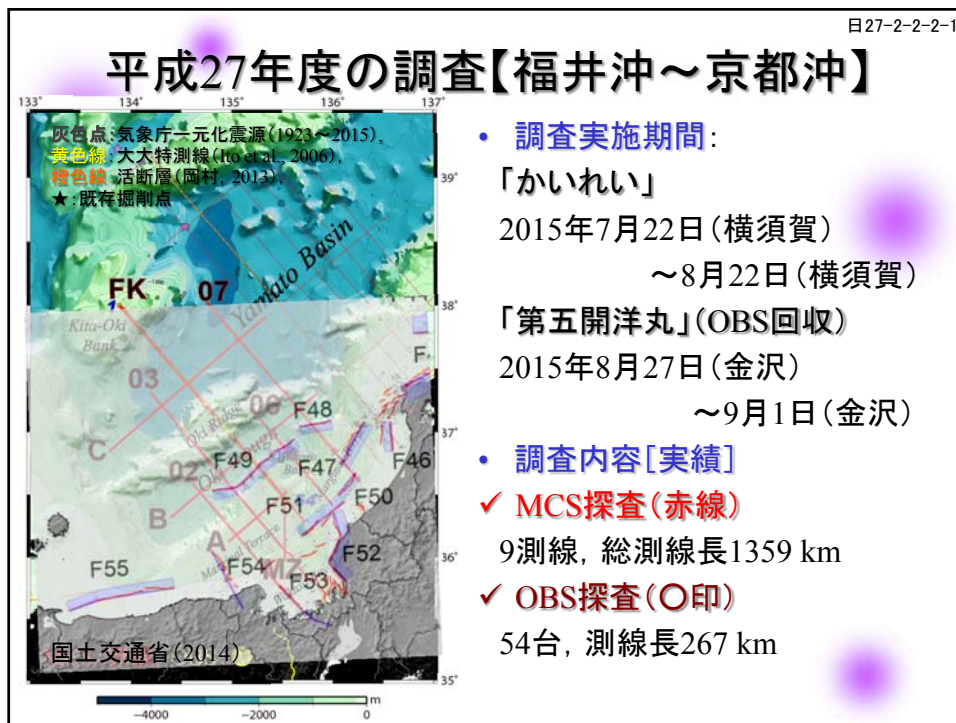 日27-2-2-2-1
平成27年度の調査【福井沖～京都沖】
133°
134°
135°
136°
137°
灰色点:気象庁一元化震源(1923～2015),
黄色線:大大特測線(Ito et al., 2006),
橙色線:活断層(岡村, 2013),
★:既存掘削点
39°
Yamato Basin
FK
07
38°
Kita-Oki
Bank
03
06
Oki Ridge
F48
37°
C
02
F49
F47
F46
F51
F50
B
A
F52
36°
F55
F54
MZ
F53
国土交通省(2014)
35°
m
−4000
−2000
0
• 調査実施期間:
「かいれい」
2015年7月22日(横須賀)
～8月22日(横須賀)
「第五開洋丸」(OBS回収)
2015年8月27日(金沢)
～9月1日(金沢)
• 調査内容[実績]
✓ MCS探査(赤線)
9測線, 総測線長1359 km
✓ OBS探査(○印)
54台, 測線長267 km